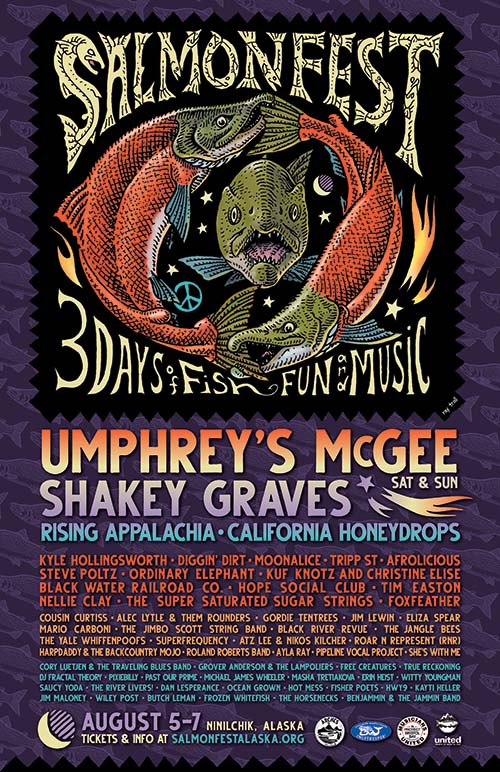 SALMONFEST
3 DAYS of FISH FUN AND MUSIC
UMPHREY'S McGEE
SAT & SUN
SHAKEY GRAVES
RISING APPALACHIA • CALIFORNIA HONEYDROPS
KYLE HOLLINGSWORTH • DIGGIN' DIRT • MOONALICE • TRIPP ST • AFROLICIOUS
STEVE POLTZ • ORDINARY ELEPHANT • KUF KNOTZ AND CHRISTINE ELISE
BLACK WATER RAILROAD CO. • HOPE SOCIAL CLUB • TIM EASTON
NELLIE CLAY • THE SUPER SATURATED SUGAR STRINGS • FOXFEATHER
COUSIN CURTISS • ALEC LYTLE & THEM ROUNDERS • GORDIE TENTREES • JIM LEWIN • ELIZA SPEAR
MARIO CARBONI • THE JIMBO SCOTT STRING BAND • BLACK RIVER REVUE • THE JANGLE BEES
THE YALE WHIFFENPOOFS • SUPERFREQUENCY • ATZ LEE & NIKOS KILCHER • ROAR N REPRESENT (RNR)
HARPDADDY & THE BACKCOUNTRY MOJO • ROLAND ROBERTS BAND • AYLA RAY • PIPELINE VOCAL PROJECT • SHE'S WITH ME
CORY LUETJEN & THE TRAVELING BLUES BAND • GROVER ANDERSON & THE LAMPOLIERS • FREE CREATURES • TRUE RECKONING
DJ FRACTAL THEORY • PIXIEBILLY • PAST OUR PRIME • MICHAEL JAMES WHEELER • MASHA TRETIAKOVA • ERIN HEIST • WITTY YOUNGMAN
SAUCY YODA • THE RIVER LIVERS! • DAN LESPERANCE • OCEAN GROWN • HOT MESS • FISHER POETS • HWY9 • KAYTI HELLER
JIM MALONEY • WILEY POST • BUTCH LEMAN • FROZEN WHITEFISH • THE HORSENECKS • BENJAMMIN & THE JAMMIN BAND
AUGUST 5-7 NINILCHIK, ALASKA
TICKETS & INFO AT SALMONFESTALASKA.ORG
united